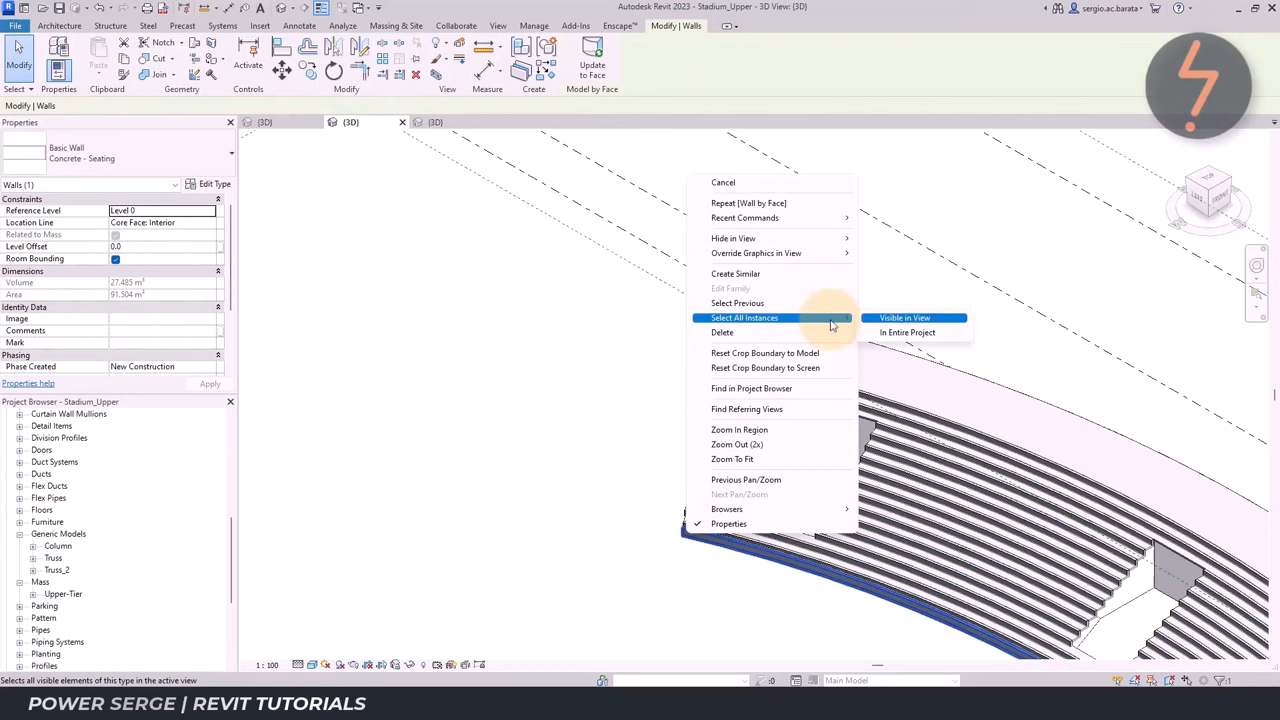 Autodesk Revit 2023 - Stadium_Upper - 3D View: {3D}
sergio.ac.barata
File Architecture Structure Steel Precast Systems Insert Annotate Analyze Massing & Site Collaborate View Manage Add-Ins Enscape™ Modify | Walls
Modify
Properties
Paste
Notch
Cut
Join
Activate
Update to Face
Select Properties Clipboard Geometry Controls Modify View Measure Create Model by Face
Modify | Walls
Properties
{3D} {3D} {3D}
Basic Wall
Concrete - Seating
Walls (1) Edit Type
Constraints
Reference Level Level 0
Location Line Core Face: Interior
Related to Mass
Level Offset 0.0
Room Bounding
Dimensions
Volume 27.485 m³
Area 91.504 m²
Identity Data
Image
Comments
Mark
Phasing
Phase Created New Construction
Properties help Apply
Project Browser - Stadium_Upper
Curtain Wall Mullions
Detail Items
Division Profiles
Doors
Duct Systems
Ducts
Flex Ducts
Flex Pipes
Floors
Furniture
Generic Models
Column
Truss
Truss_2
Mass
Upper-Tier
Parking
Pattern
Pipes
Piping Systems
Planting
Profiles
Cancel
Repeat [Wall by Face]
Recent Commands
Hide in View
Override Graphics in View
Create Similar
Edit Family
Select Previous
Select All Instances
Visible in View
In Entire Project
Delete
Reset Crop Boundary to Model
Reset Crop Boundary to Screen
Find in Project Browser
Find Referring Views
Zoom In Region
Zoom Out (2x)
Zoom To Fit
Previous Pan/Zoom
Next Pan/Zoom
Browsers
Properties
TOP
1 : 100
Selects all visible elements of this type in the active view
:0
Main Model
:1
POWER SERGE | REVIT TUTORIALS